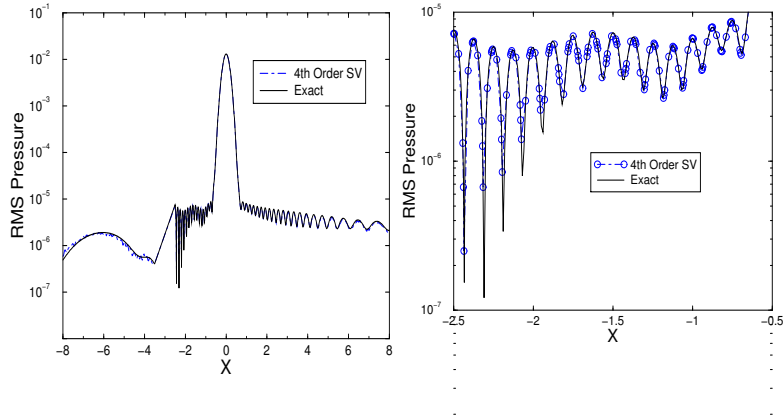 10^-1
10^-2
10^-3
10^-4
10^-5
10^-6
10^-7
RMS Pressure
4th Order SV
Exact
-8 -6 -4 -2 0 2 4 6 8
X
10^-5
10^-6
10^-7
RMS Pressure
4th Order SV
Exact
-2.5 -2 -1.5 -1 -0.5
X